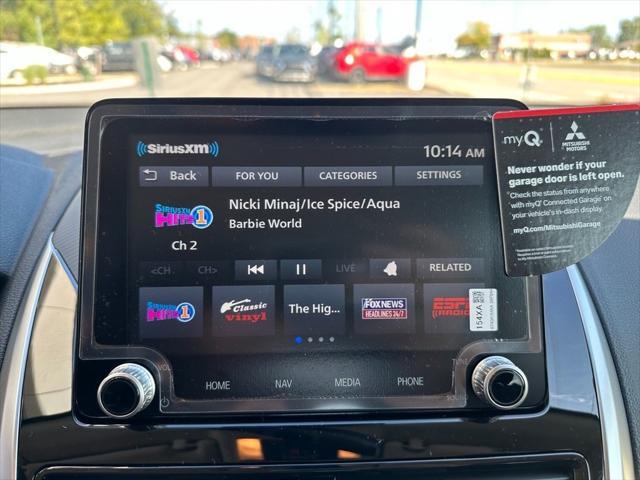 SiriusXM
10:14 AM
Back
FOR YOU
CATEGORIES
SETTINGS
SIRIUSXM HITS 1
Nicki Minaj/Ice Spice/Aqua
Barbie World
Ch 2
<CH
CH>
LIVE
RELATED
SIRIUSXM HITS 1
Classic vinyl
The Hig...
FOX NEWS
HEADLINES 24/7
ESPN
RADIO
154XA
VOL
TUNE
HOME
NAV
MEDIA
PHONE
myQ
MITSUBISHI
MOTORS
Never wonder if your
garage door is left open.
Check the status from anywhere
with myQ Connected Garage on
your vehicle's in-dash display.
myQ.com/MitsubishiGarage